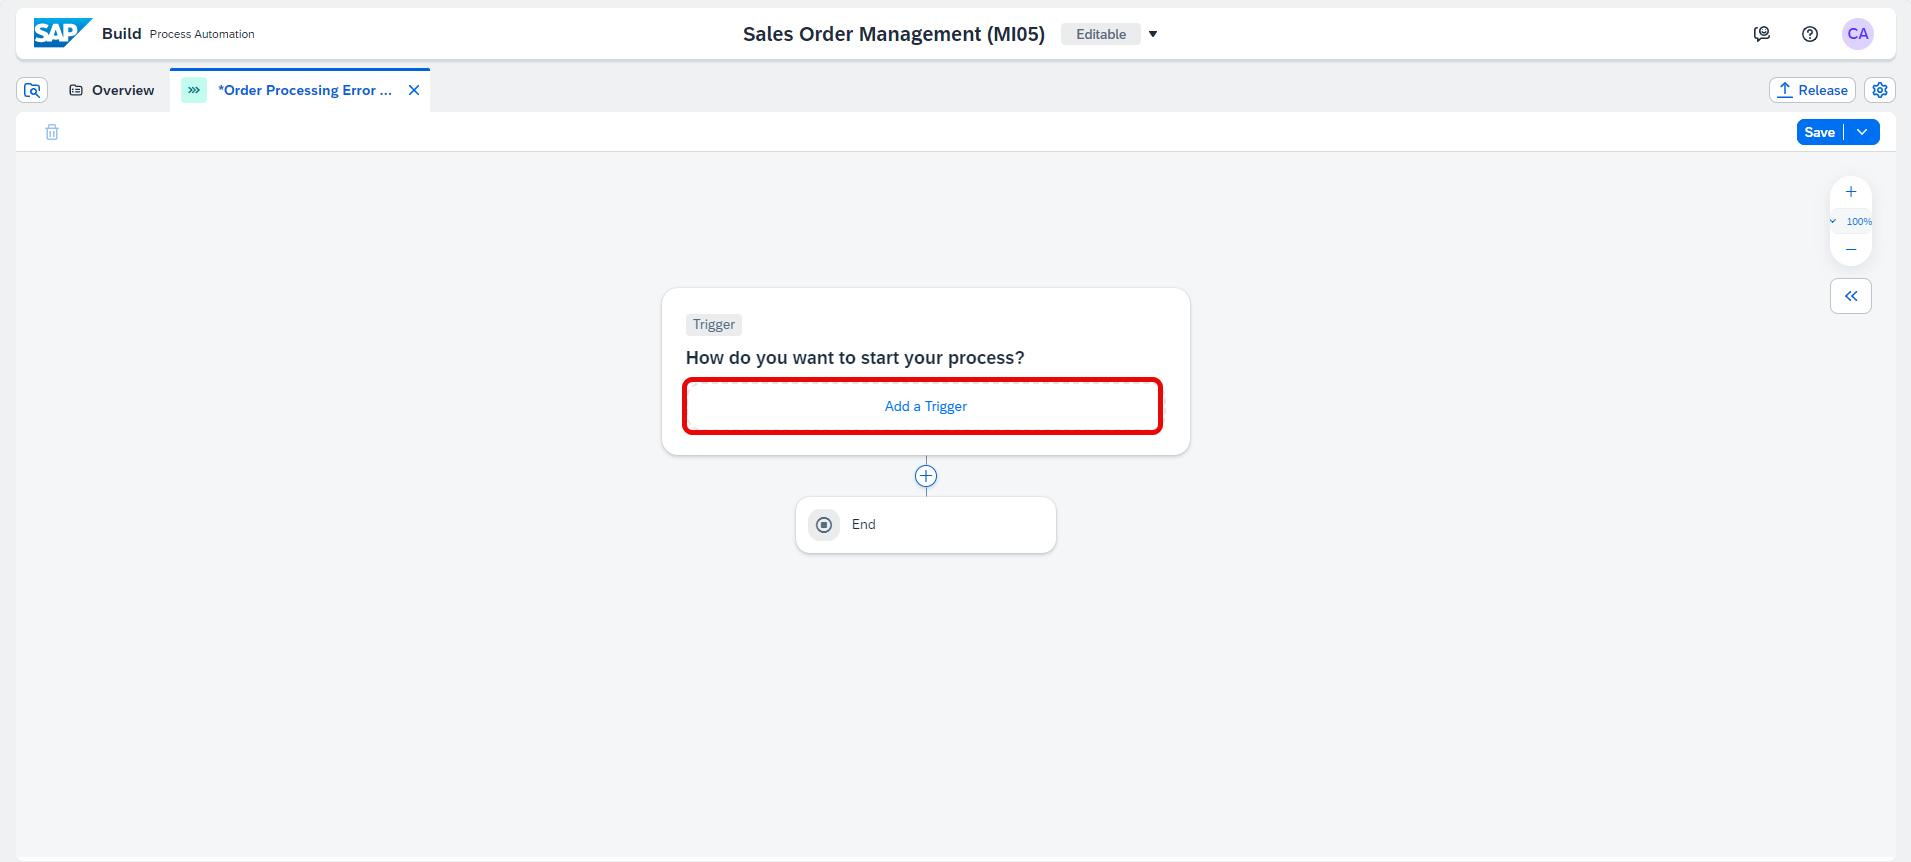 SAP Build Process Automation
Sales Order Management (MI05) Editable
CA
Overview
*Order Processing Error ...
Release
Save
100%
Trigger
How do you want to start your process?
Add a Trigger
End